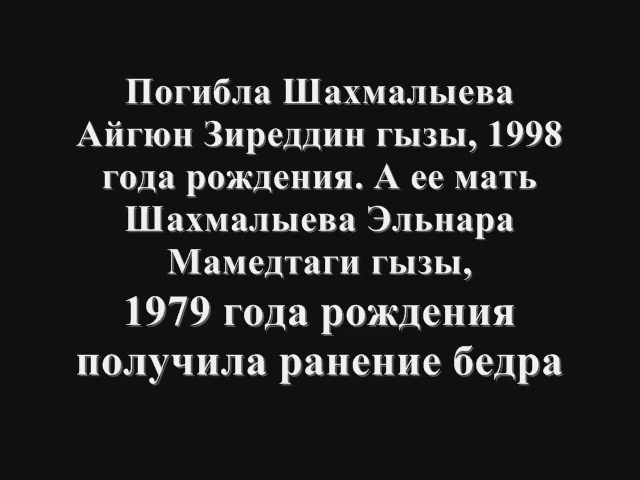 Погибла Шахмалыева
Айгюн Зиреддин гызы, 1998
года рождения. А ее мать
Шахмалыева Эльнара
Мамедтаги гызы,
1979 года рождения
получила ранение бедра